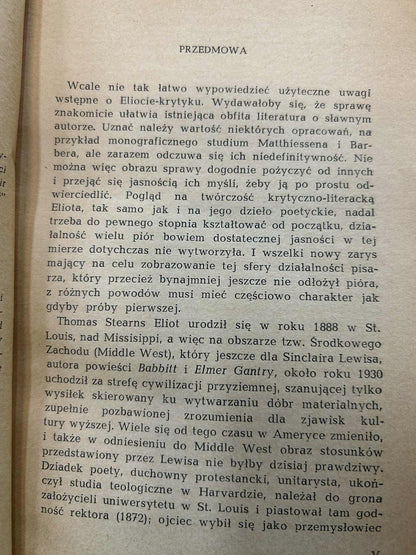 PRZEDMOWA
Wcale nie tak łatwo wypowiedzieć użyteczne uwagi
wstępne o Eliocie-krytyku. Wydawałoby się, że sprawę
znakomicie ułatwia istniejąca obfita literatura o sławnym
autorze. Uznać należy wartość niektórych opracowań, na
przykład monograficznego studium Matthiessena i Bar-
bera, ale zarazem odczuwa się ich niedefinitywność. Nie
można więc obrazu sprawy dogodnie pożyczyć od innych
i przejąć się jasnością ich myśli, żeby ją po prostu od-
wierciedlić. Pogląd na twórczość krytyczno-literacką
Eliota, tak samo jak i na jego dzieło poetyckie, nadal
trzeba do pewnego stopnia kształtować od początku, dzia-
łalność wielu piór bowiem dostatecznej jasności w tej
mierze dotychczas nie wytworzyła. I wszelki nowy zarys
mający na celu zobrazowanie tej sfery działalności pisa-
rza, który przecież bynajmniej jeszcze nie odłożył pióra,
z różnych powodów musi mieć częściowo charakter jak
gdyby próby pierwszej.
Thomas Stearns Eliot urodził się w roku 1888 w St.
Louis, nad Missisippi, a więc na obszarze tzw. Środkowego
Zachodu (Middle West), który jeszcze dla Sinclaira Lewisa,
autora powieści Babbitt i Elmer Gantry, około roku 1930
uchodził za strefę cywilizacji przyziemnej, szanującej tylko
wysiłek skierowany ku wytwarzaniu dóbr materialnych,
zupełnie pozbawionej zrozumienia dla zjawisk kul-
tury wyższej. Wiele się od tego czasu w Ameryce zmieniło,
i także w odniesieniu do Middle West obraz stosunków
przedstawiony przez Lewisa nie byłby dzisiaj prawdziwy.
Dziadek poety, duchowny protestancki, unitarysta, ukoń-
czył studia teologiczne w Harvardzie, należał do grona
założycieli uniwersytetu w St. Louis i piastował tam god-
ność rektora (1872); ojciec wybił się jako przemysłowiec
V